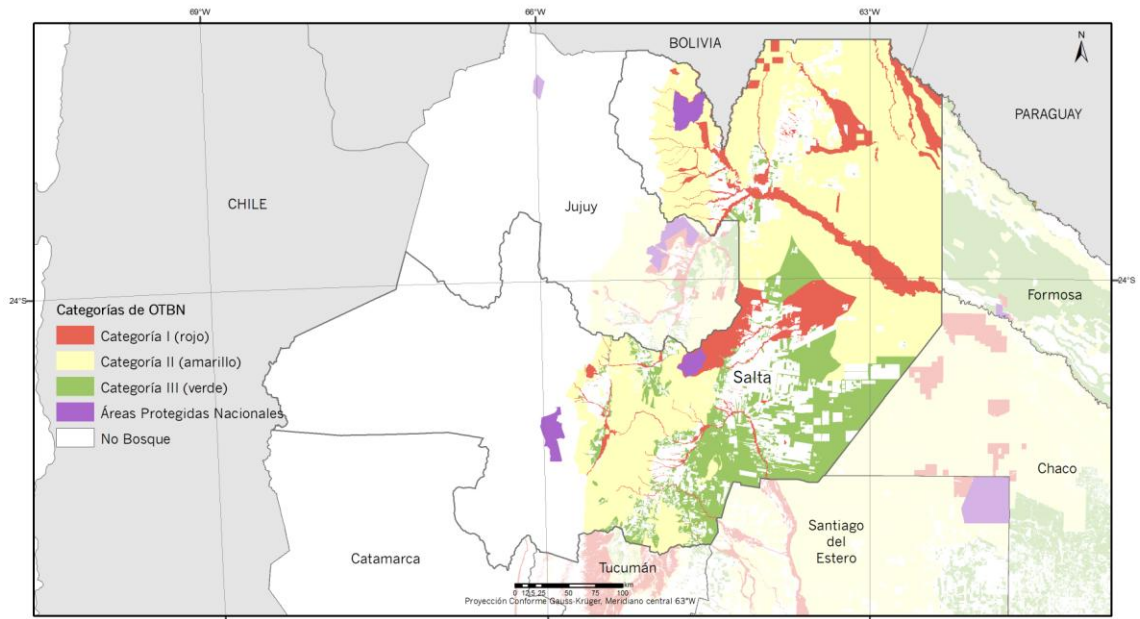 69°W
66°W
63°W
BOLIVIA
N
PARAGUAY
CHILE
Jujuy
24°S
24°S
Formosa
Categorías de OTBN
Categoría I (rojo)
Categoría II (amarillo)
Categoría III (verde)
Áreas Protegidas Nacionales
No Bosque
Salta
Chaco
Santiago
del
Estero
Catamarca
Tucumán
km
0 12,5 25 50 75 100
Proyección Conforme Gauss-Krüger, Meridiano central 63°W